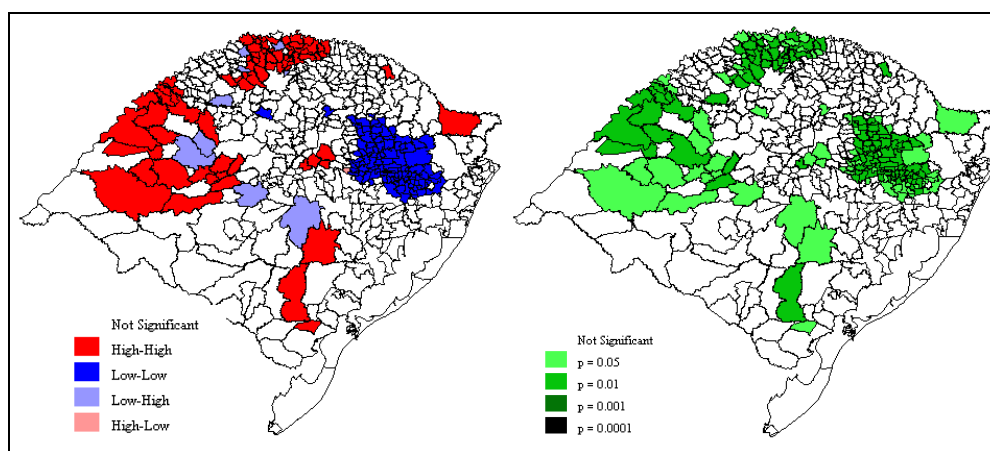 Not Significant
High-High
Low-Low
Low-High
High-Low
Not Significant
p = 0.05
p = 0.01
p = 0.001
p = 0.0001